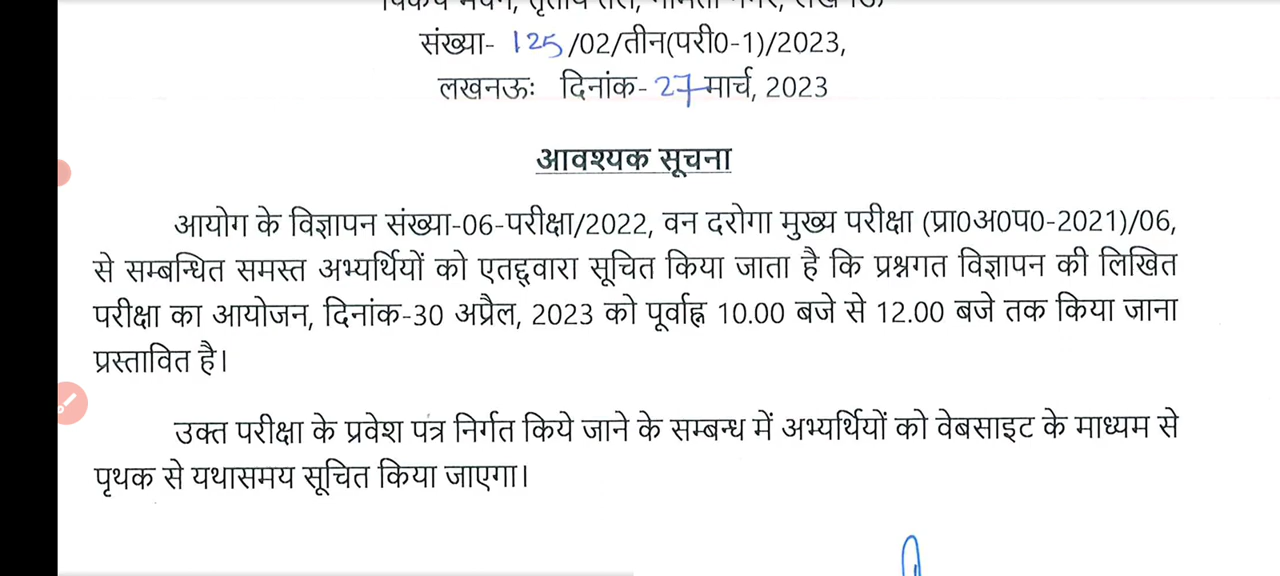 संख्या- 125/02/तीन(परी0-1)/2023,
लखनऊः दिनांक- 27 मार्च, 2023
आवश्यक सूचना
आयोग के विज्ञापन संख्या-06-परीक्षा/2022, वन दरोगा मुख्य परीक्षा (प्रा0अ0प0-2021)/06,
से सम्बन्धित समस्त अभ्यर्थियों को एतद्द्वारा सूचित किया जाता है कि प्रश्नगत विज्ञापन की लिखित
परीक्षा का आयोजन, दिनांक-30 अप्रैल, 2023 को पूर्वाह्न 10.00 बजे से 12.00 बजे तक किया जाना
प्रस्तावित है।
उक्त परीक्षा के प्रवेश पत्र निर्गत किये जाने के सम्बन्ध में अभ्यर्थियों को वेबसाइट के माध्यम से
पृथक से यथासमय सूचित किया जाएगा।